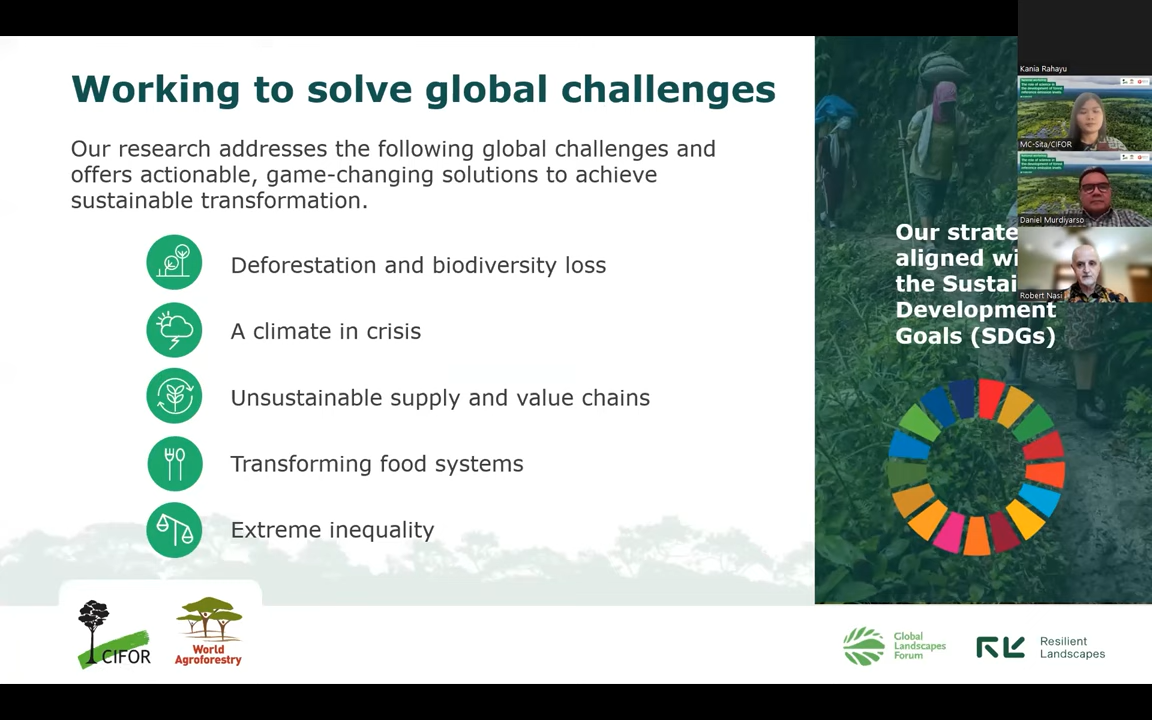 Working to solve global challenges
Our research addresses the following global challenges and
offers actionable, game-changing solutions to achieve
sustainable transformation.
Deforestation and biodiversity loss
A climate in crisis
Unsustainable supply and value chains
Transforming food systems
Extreme inequality
Our strate
aligned wi
the Sustai
Development
Goals (SDGs)
Kania Rahayu
MC-Sita/CIFOR
Daniel Murdiyarso
Robert Nasi
CIFOR
World
Agroforestry
Global
Landscapes
Forum
Resilient
Landscapes